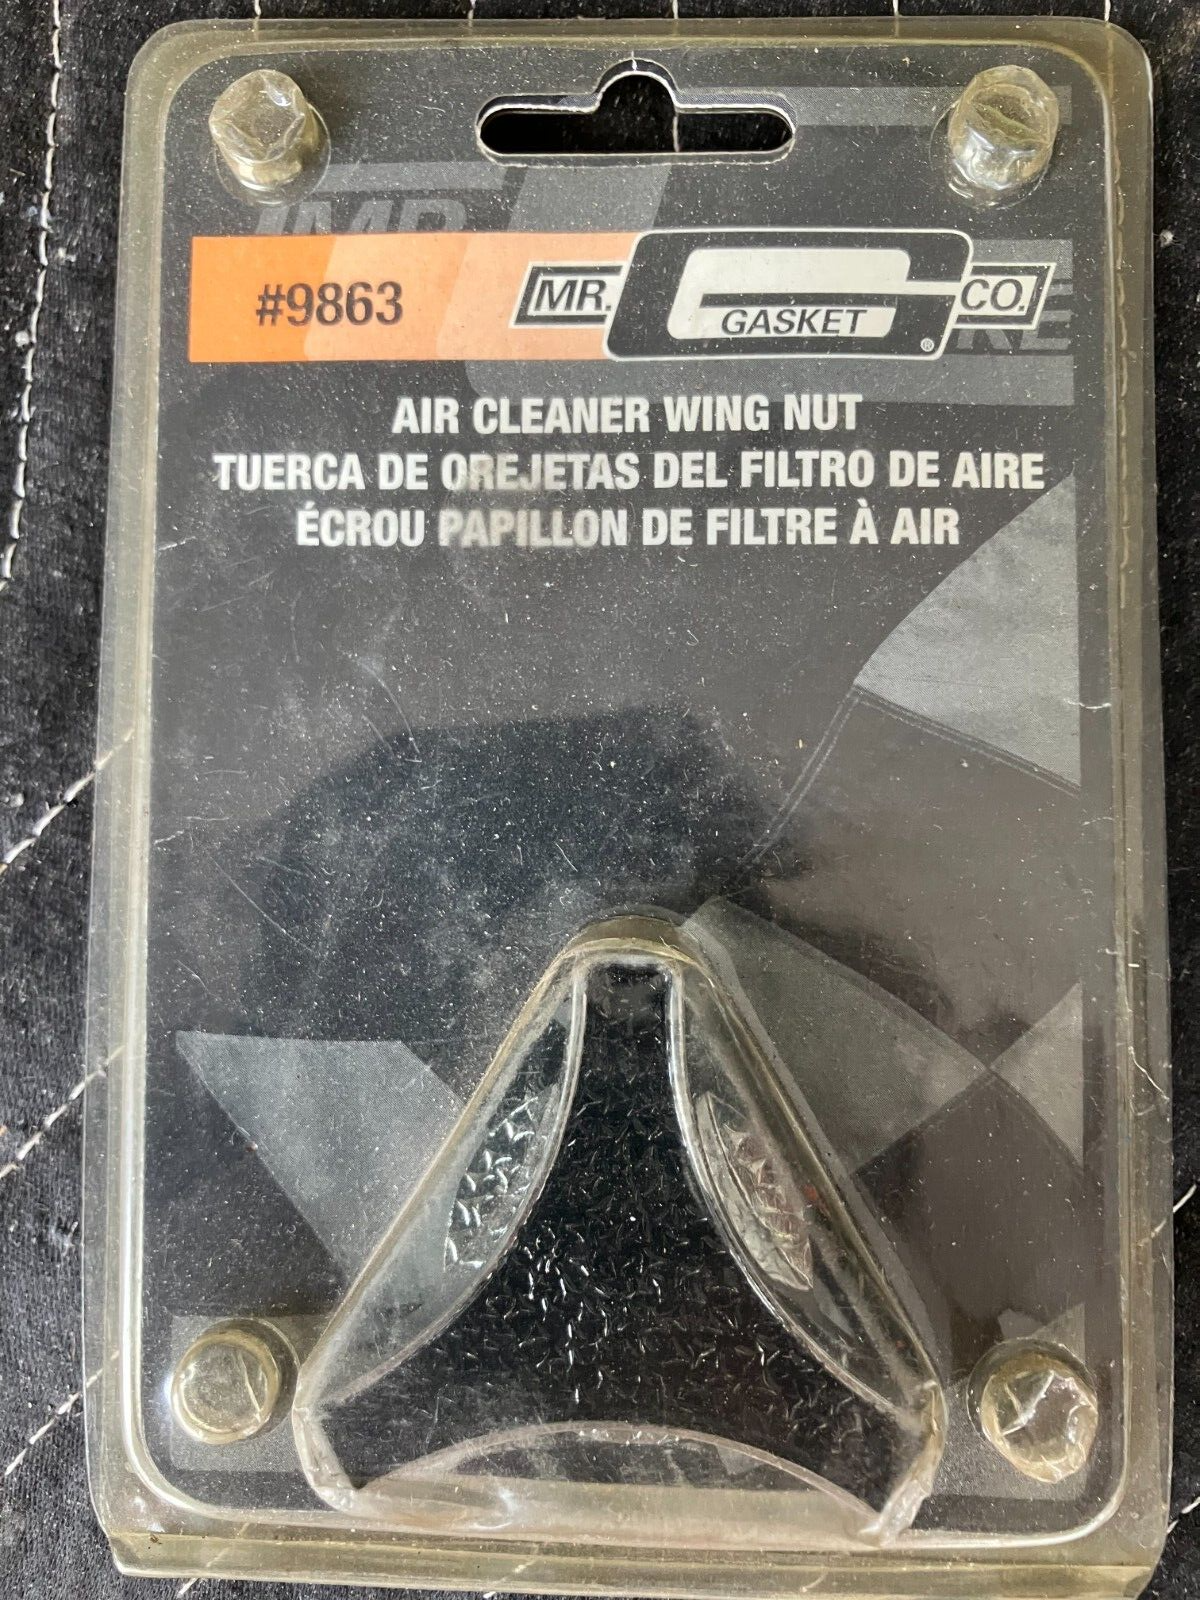 #9863
MR. GASKET CO.
®
AIR CLEANER WING NUT
TUERCA DE OREJETAS DEL FILTRO DE AIRE
ÉCROU PAPILLON DE FILTRE À AIR